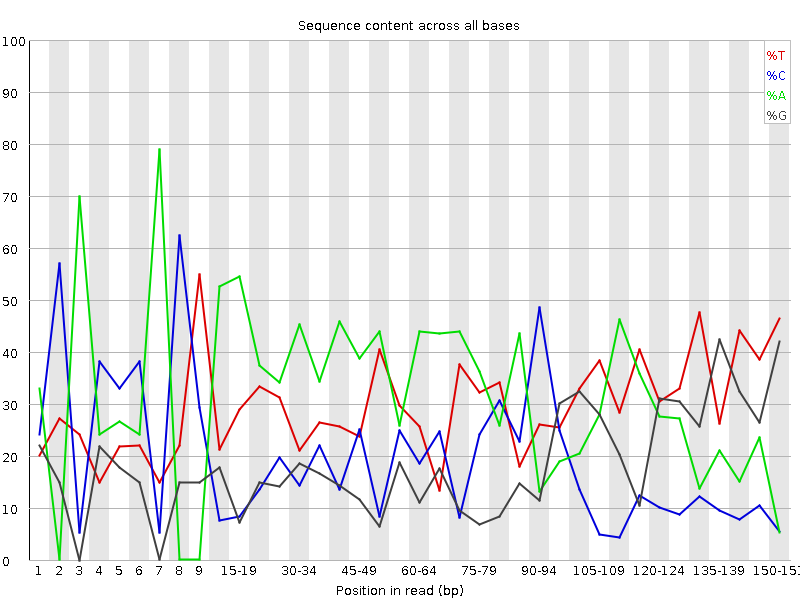 Sequence content across all bases
100
90
80
70
60
50
40
30
20
10
0
%T
%C
%A
%G
1 2 3 4 5 6 7 8 9 15-19 30-34 45-49 60-64 75-79 90-94 105-109 120-124 135-139 150-151
Position in read (bp)